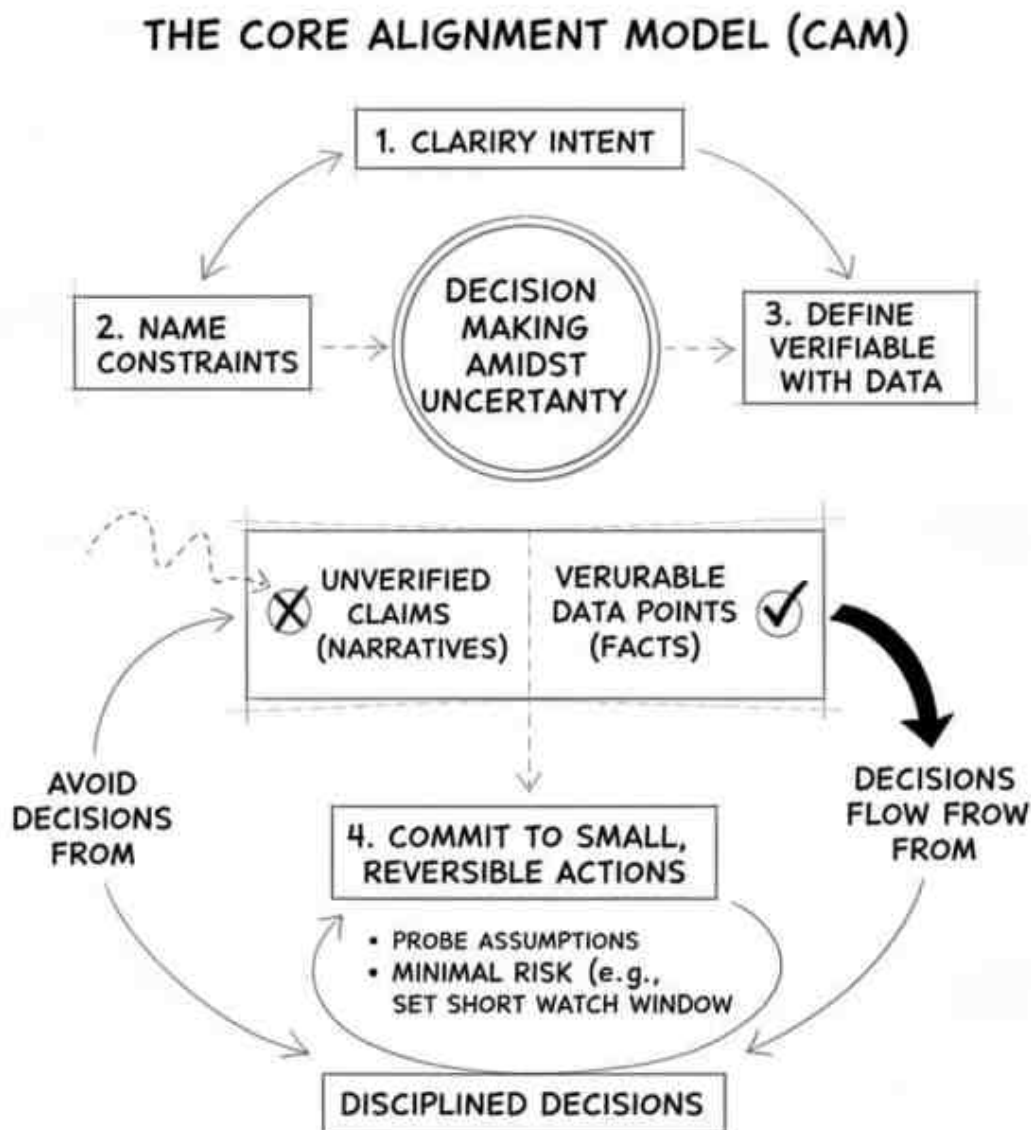 THE CORE ALIGNMENT MODEL (CAM)
1. CLARIRY INTENT
2. NAME
CONSTRAINTS
DECISION
MAKING
AMIDST
UNCERTANTY
3. DEFINE
VERIFIABLE
WITH DATA
UNVERIFIED
CLAIMS
(NARRATIVES)
VERURABLE
DATA POINTS
(FACTS)
AVOID
DECISIONS
FROM
DECISIONS
FLOW FROW
FROM
4. COMMIT TO SMALL,
REVERSIBLE ACTIONS
• PROBE ASSUMPTIONS
• MINIMAL RISK (e.g.,
SET SHORT WATCH WINDOW
DISCIPLINED DECISIONS